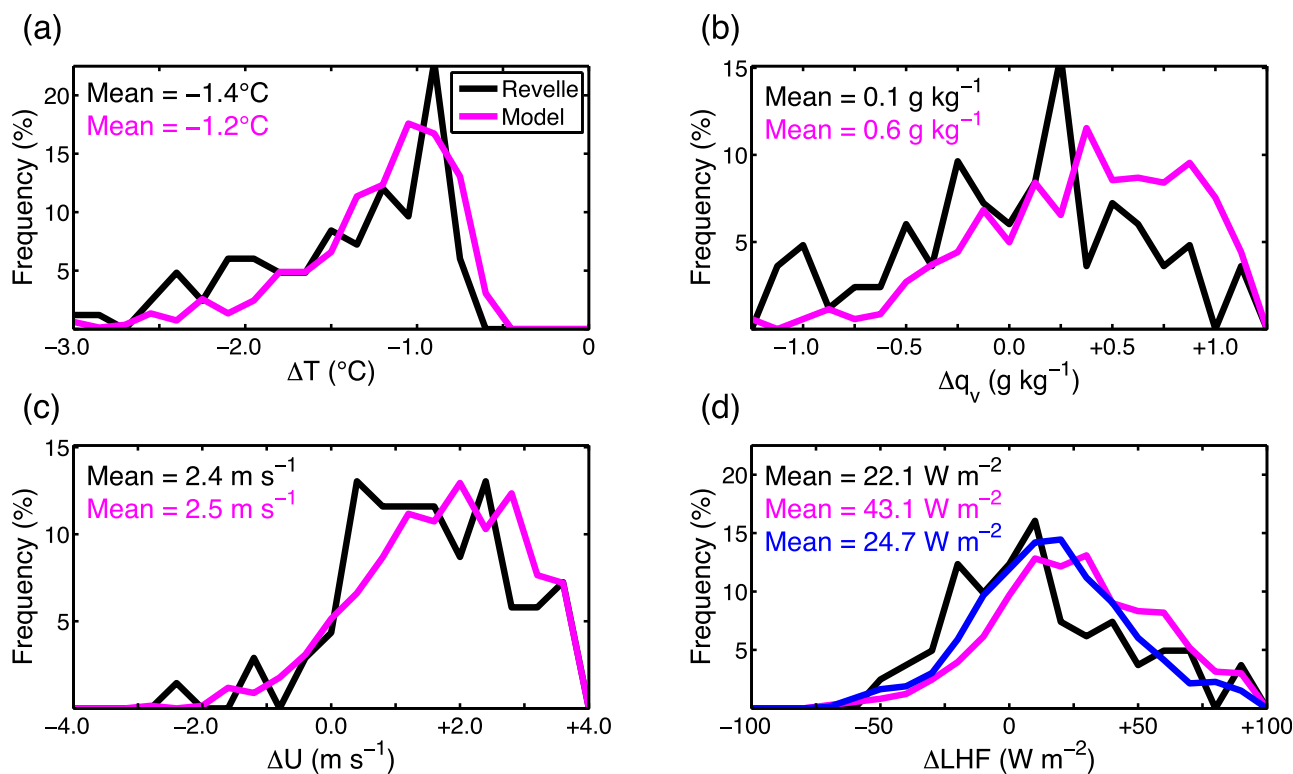 (a)
Mean = −1.4°C
Mean = −1.2°C
Revelle
Model
Frequency (%)
20
15
10
5
−3.0 −2.0 −1.0 0
ΔT (°C)
(b)
Mean = 0.1 g kg⁻¹
Mean = 0.6 g kg⁻¹
Frequency (%)
15
10
5
−1.0 −0.5 0.0 +0.5 +1.0
Δqᵥ (g kg⁻¹)
(c)
Mean = 2.4 m s⁻¹
Mean = 2.5 m s⁻¹
Frequency (%)
15
10
5
−4.0 −2.0 0.0 +2.0 +4.0
ΔU (m s⁻¹)
(d)
Mean = 22.1 W m⁻²
Mean = 43.1 W m⁻²
Mean = 24.7 W m⁻²
Frequency (%)
20
15
10
5
−100 −50 0 +50 +100
ΔLHF (W m⁻²)